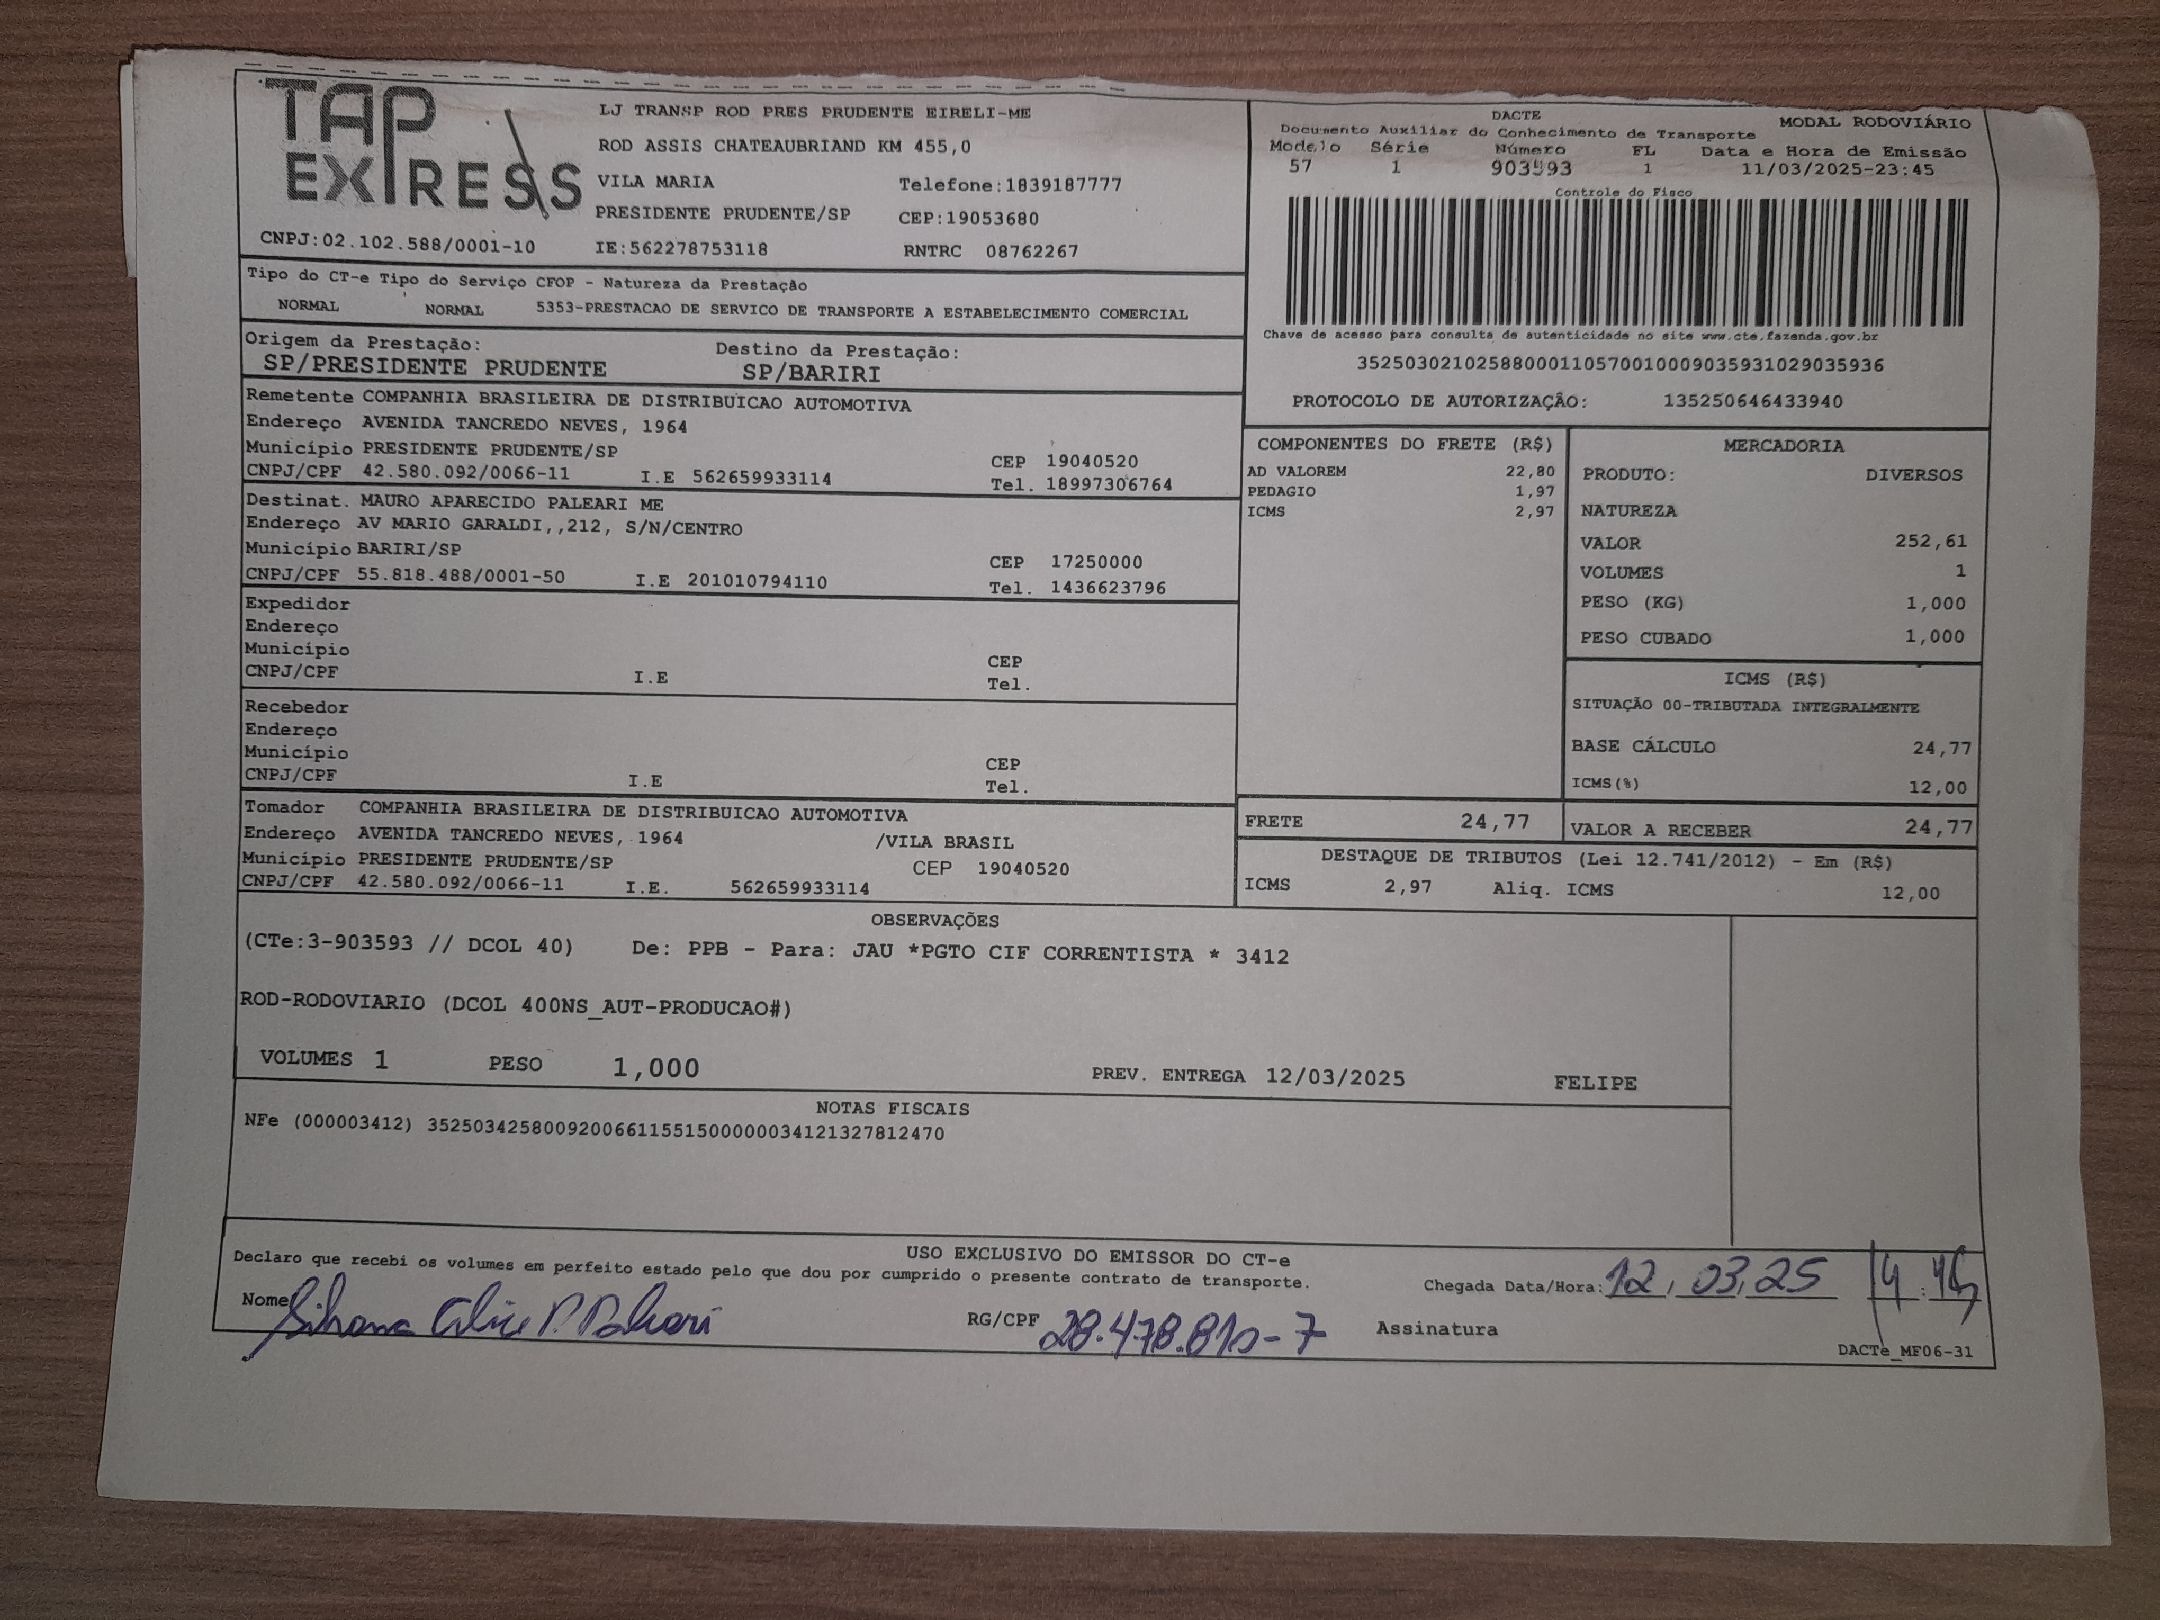 TAP EXPRESS
LJ TRANSP ROD PRES PRUDENTE EIRELI-ME
ROD ASSIS CHATEAUBRIAND KM 455,0
VILA MARIA Telefone:1839187777
PRESIDENTE PRUDENTE/SP CEP:19053680
CNPJ:02.102.588/0001-10 IE:562278753118 RNTRC 08762267
DACTE MODAL RODOVIÁRIO
Documento Auxiliar do Conhecimento de Transporte
Modelo Série Número FL Data e Hora de Emissão
57 1 903593 1 11/03/2025-23:45
Controle do Fisco
Chave de acesso para consulta de autenticidade no site www.cte.fazenda.gov.br
35250302102588000110570010009035931029035936
PROTOCOLO DE AUTORIZAÇÃO: 135250646433940
Tipo do CT-e Tipo do Serviço CFOP - Natureza da Prestação
NORMAL NORMAL 5353-PRESTACAO DE SERVICO DE TRANSPORTE A ESTABELECIMENTO COMERCIAL
Origem da Prestação: Destino da Prestação:
SP/PRESIDENTE PRUDENTE SP/BARIRI
Remetente COMPANHIA BRASILEIRA DE DISTRIBUICAO AUTOMOTIVA
Endereço AVENIDA TANCREDO NEVES, 1964
Município PRESIDENTE PRUDENTE/SP CEP 19040520
CNPJ/CPF 42.580.092/0066-11 I.E 562659933114 Tel. 18997306764
Destinat. MAURO APARECIDO PALEARI ME
Endereço AV MARIO GARALDI,,212, S/N/CENTRO
Município BARIRI/SP CEP 17250000
CNPJ/CPF 55.818.488/0001-50 I.E 201010794110 Tel. 1436623796
Expedidor
Endereço
Município CEP
CNPJ/CPF I.E Tel.
Recebedor
Endereço
Município CEP
CNPJ/CPF I.E Tel.
Tomador COMPANHIA BRASILEIRA DE DISTRIBUICAO AUTOMOTIVA
Endereço AVENIDA TANCREDO NEVES, 1964 /VILA BRASIL
Município PRESIDENTE PRUDENTE/SP CEP 19040520
CNPJ/CPF 42.580.092/0066-11 I.E. 562659933114
COMPONENTES DO FRETE (R$)
AD VALOREM 22,80
PEDAGIO 1,97
ICMS 2,97
MERCADORIA
PRODUTO: DIVERSOS
NATUREZA
VALOR 252,61
VOLUMES 1
PESO (KG) 1,000
PESO CUBADO 1,000
ICMS (R$)
SITUAÇÃO 00-TRIBUTADA INTEGRALMENTE
BASE CÁLCULO 24,77
ICMS(%) 12,00
FRETE 24,77 VALOR A RECEBER 24,77
DESTAQUE DE TRIBUTOS (Lei 12.741/2012) - Em (R$)
ICMS 2,97 Aliq. ICMS 12,00
OBSERVAÇÕES
(CTe:3-903593 // DCOL 40) De: PPB - Para: JAU *PGTO CIF CORRENTISTA * 3412
ROD-RODOVIARIO (DCOL 400NS_AUT-PRODUCAO#)
VOLUMES 1 PESO 1,000 PREV. ENTREGA 12/03/2025 FELIPE
NOTAS FISCAIS
NFe (000003412) 35250342580092006611551500000034121327812470
USO EXCLUSIVO DO EMISSOR DO CT-e
Declaro que recebi os volumes em perfeito estado pelo que dou por cumprido o presente contrato de transporte.
Chegada Data/Hora: 12.03.25
Nome RG/CPF 28.478.810-7 Assinatura
DACTe_MF06-31